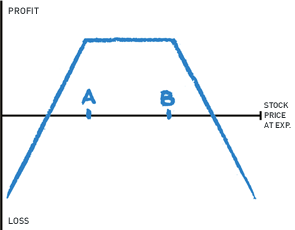 PROFIT
A B
STOCK
PRICE
AT EXP.
LOSS